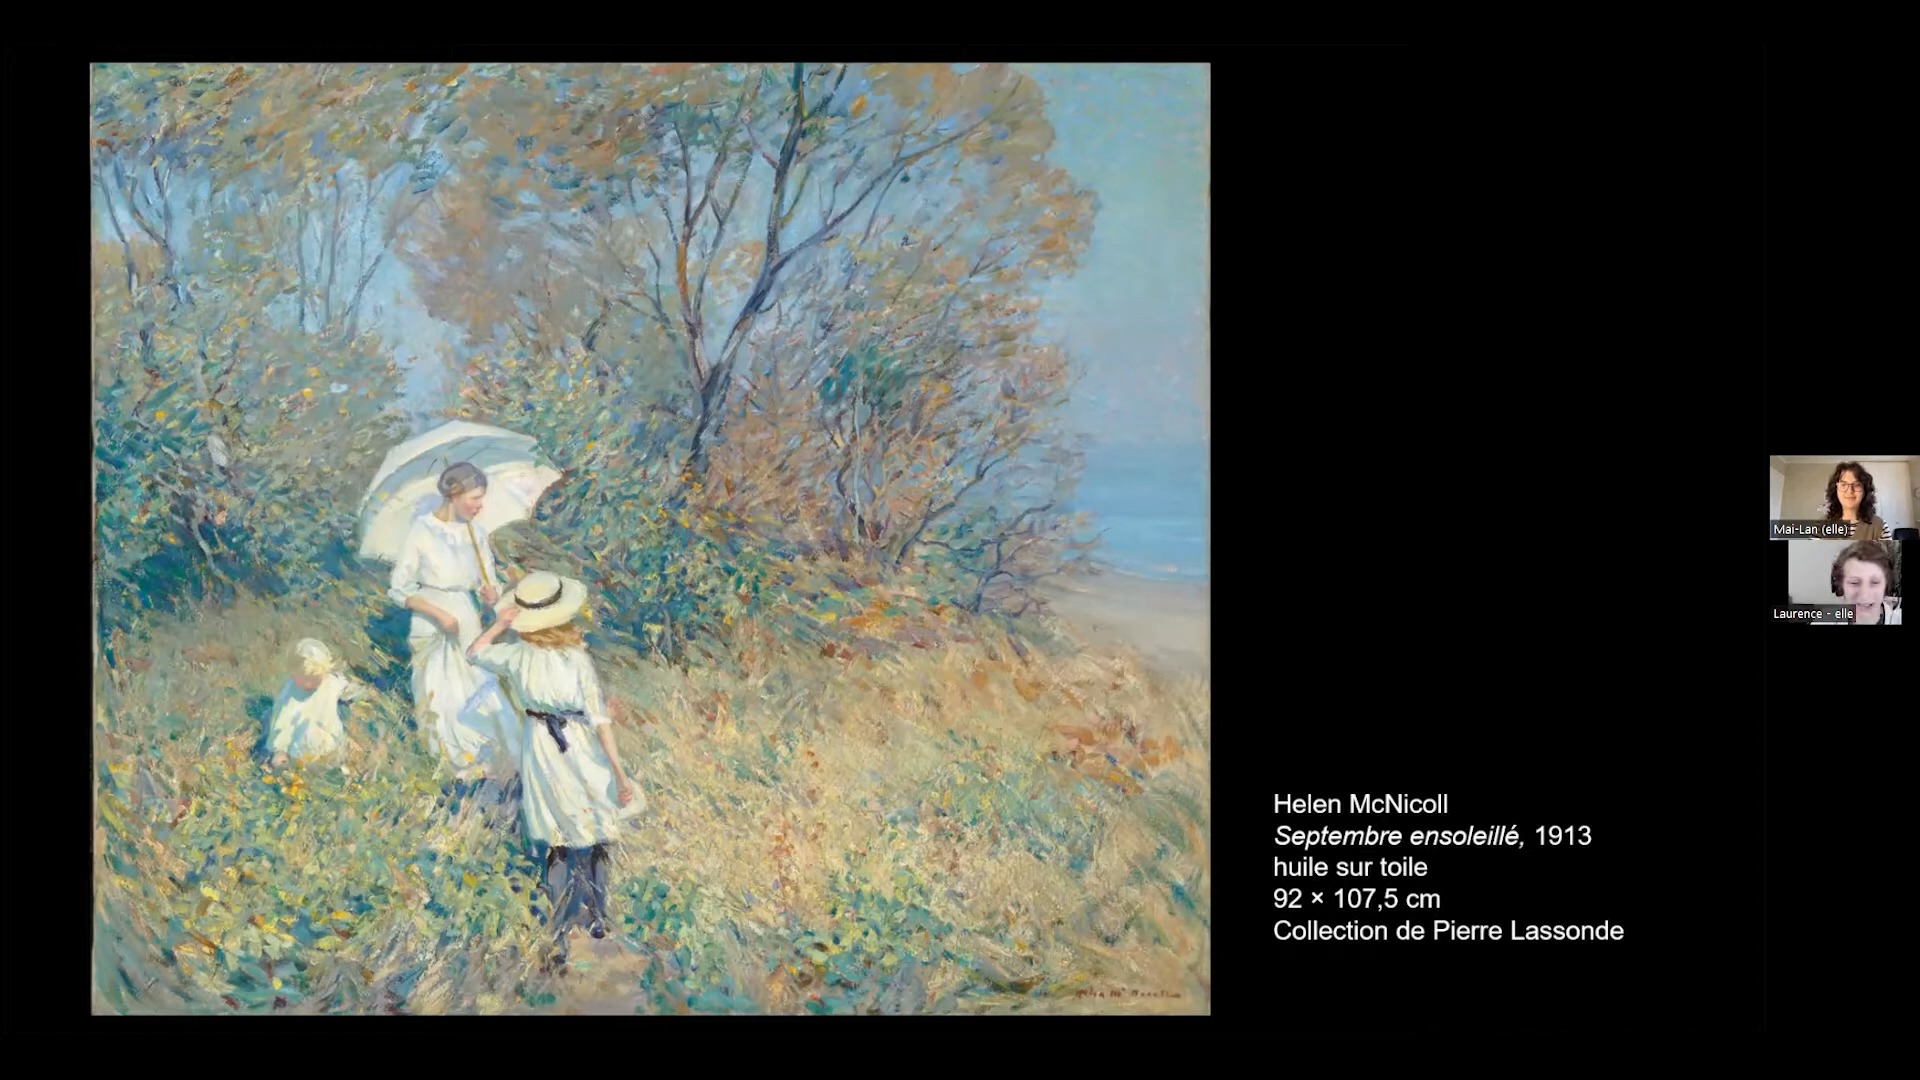 Helen McNicoll
Septembre ensoleillé, 1913
huile sur toile
92 × 107,5 cm
Collection de Pierre Lassonde
Mai-Lan (elle)
Laurence - elle